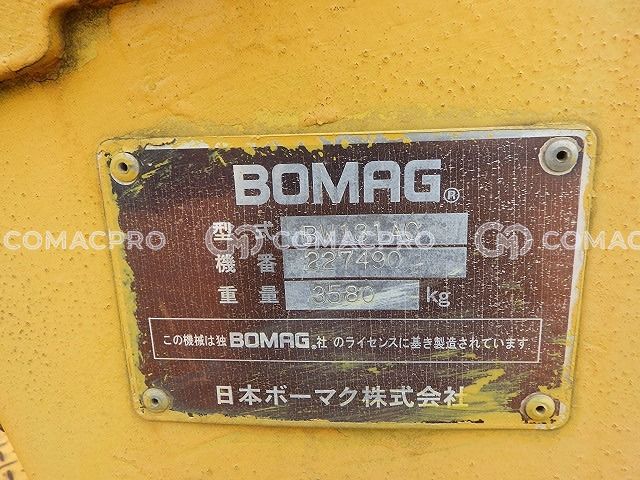 BOMAG®
型式 131AC
機番 227490
重量 3580 kg
この機械は独BOMAG®社のライセンスに基き製造されています
日本ボーマク株式会社
COMACPRO
COMACPRO
COMAC